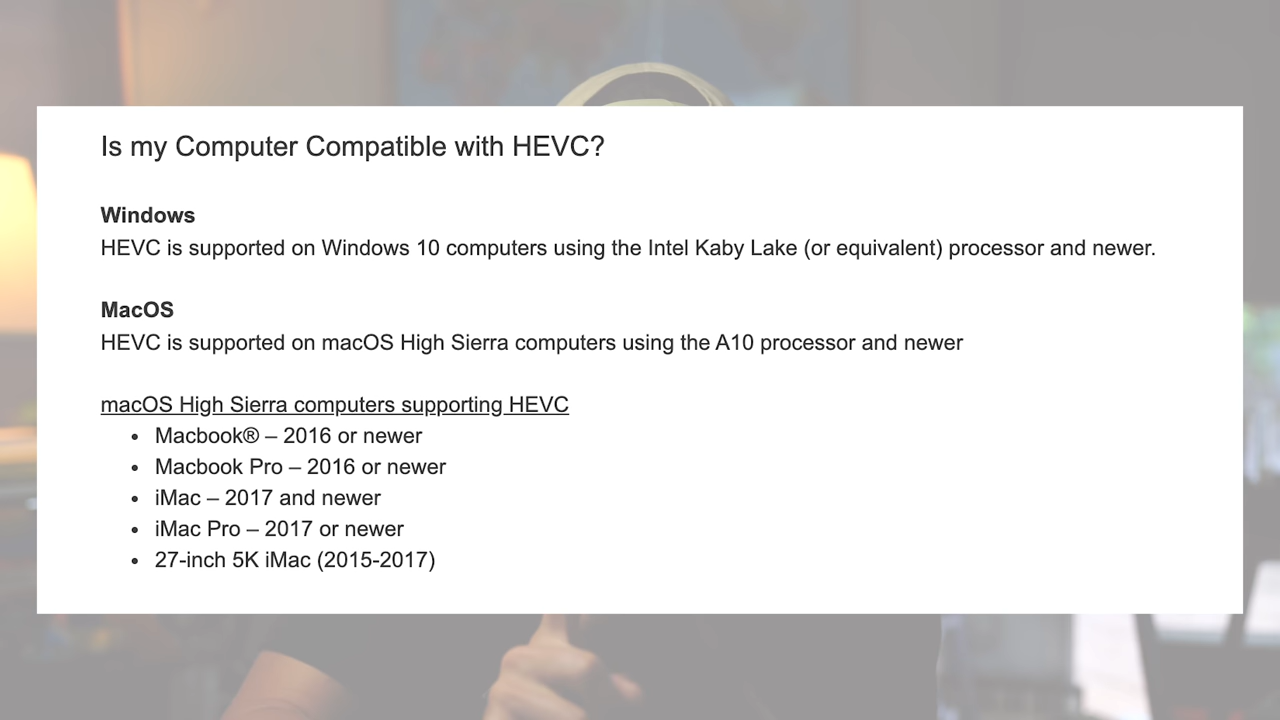 Is my Computer Compatible with HEVC?
Windows
HEVC is supported on Windows 10 computers using the Intel Kaby Lake (or equivalent) processor and newer.
MacOS
HEVC is supported on macOS High Sierra computers using the A10 processor and newer
macOS High Sierra computers supporting HEVC
• Macbook® – 2016 or newer
• Macbook Pro – 2016 or newer
• iMac – 2017 and newer
• iMac Pro – 2017 or newer
• 27-inch 5K iMac (2015-2017)